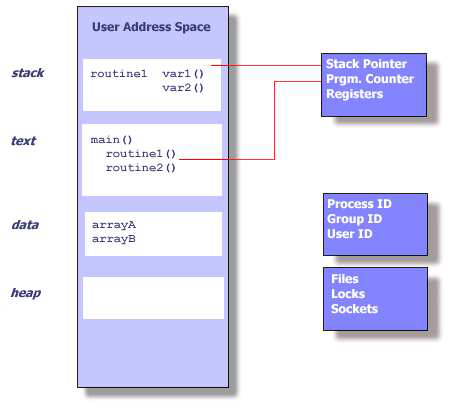 User Address Space
stack
routine1 var1()
var2()
text
main()
routine1()
routine2()
data
arrayA
arrayB
heap
Stack Pointer
Prgm. Counter
Registers
Process ID
Group ID
User ID
Files
Locks
Sockets